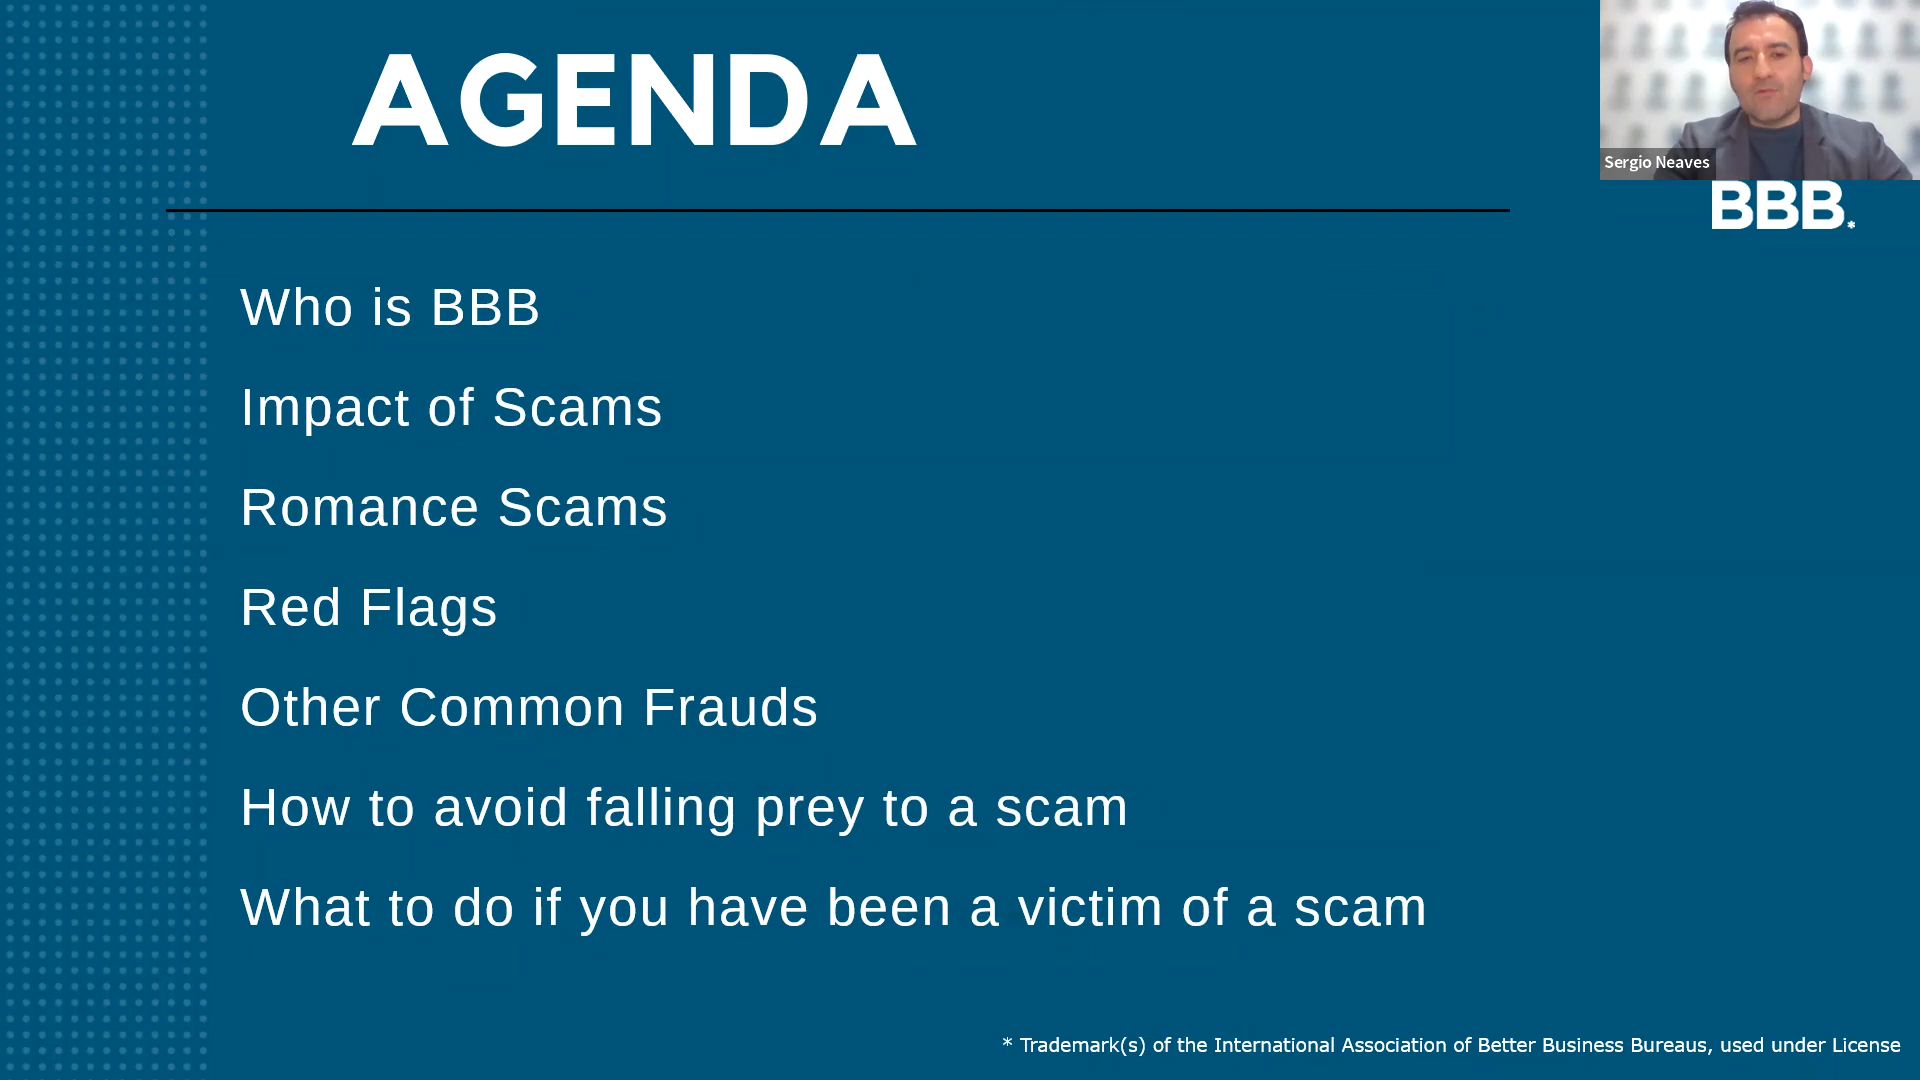 AGENDA
Sergio Neaves
BBB.*
Who is BBB
Impact of Scams
Romance Scams
Red Flags
Other Common Frauds
How to avoid falling prey to a scam
What to do if you have been a victim of a scam
* Trademark(s) of the International Association of Better Business Bureaus, used under License